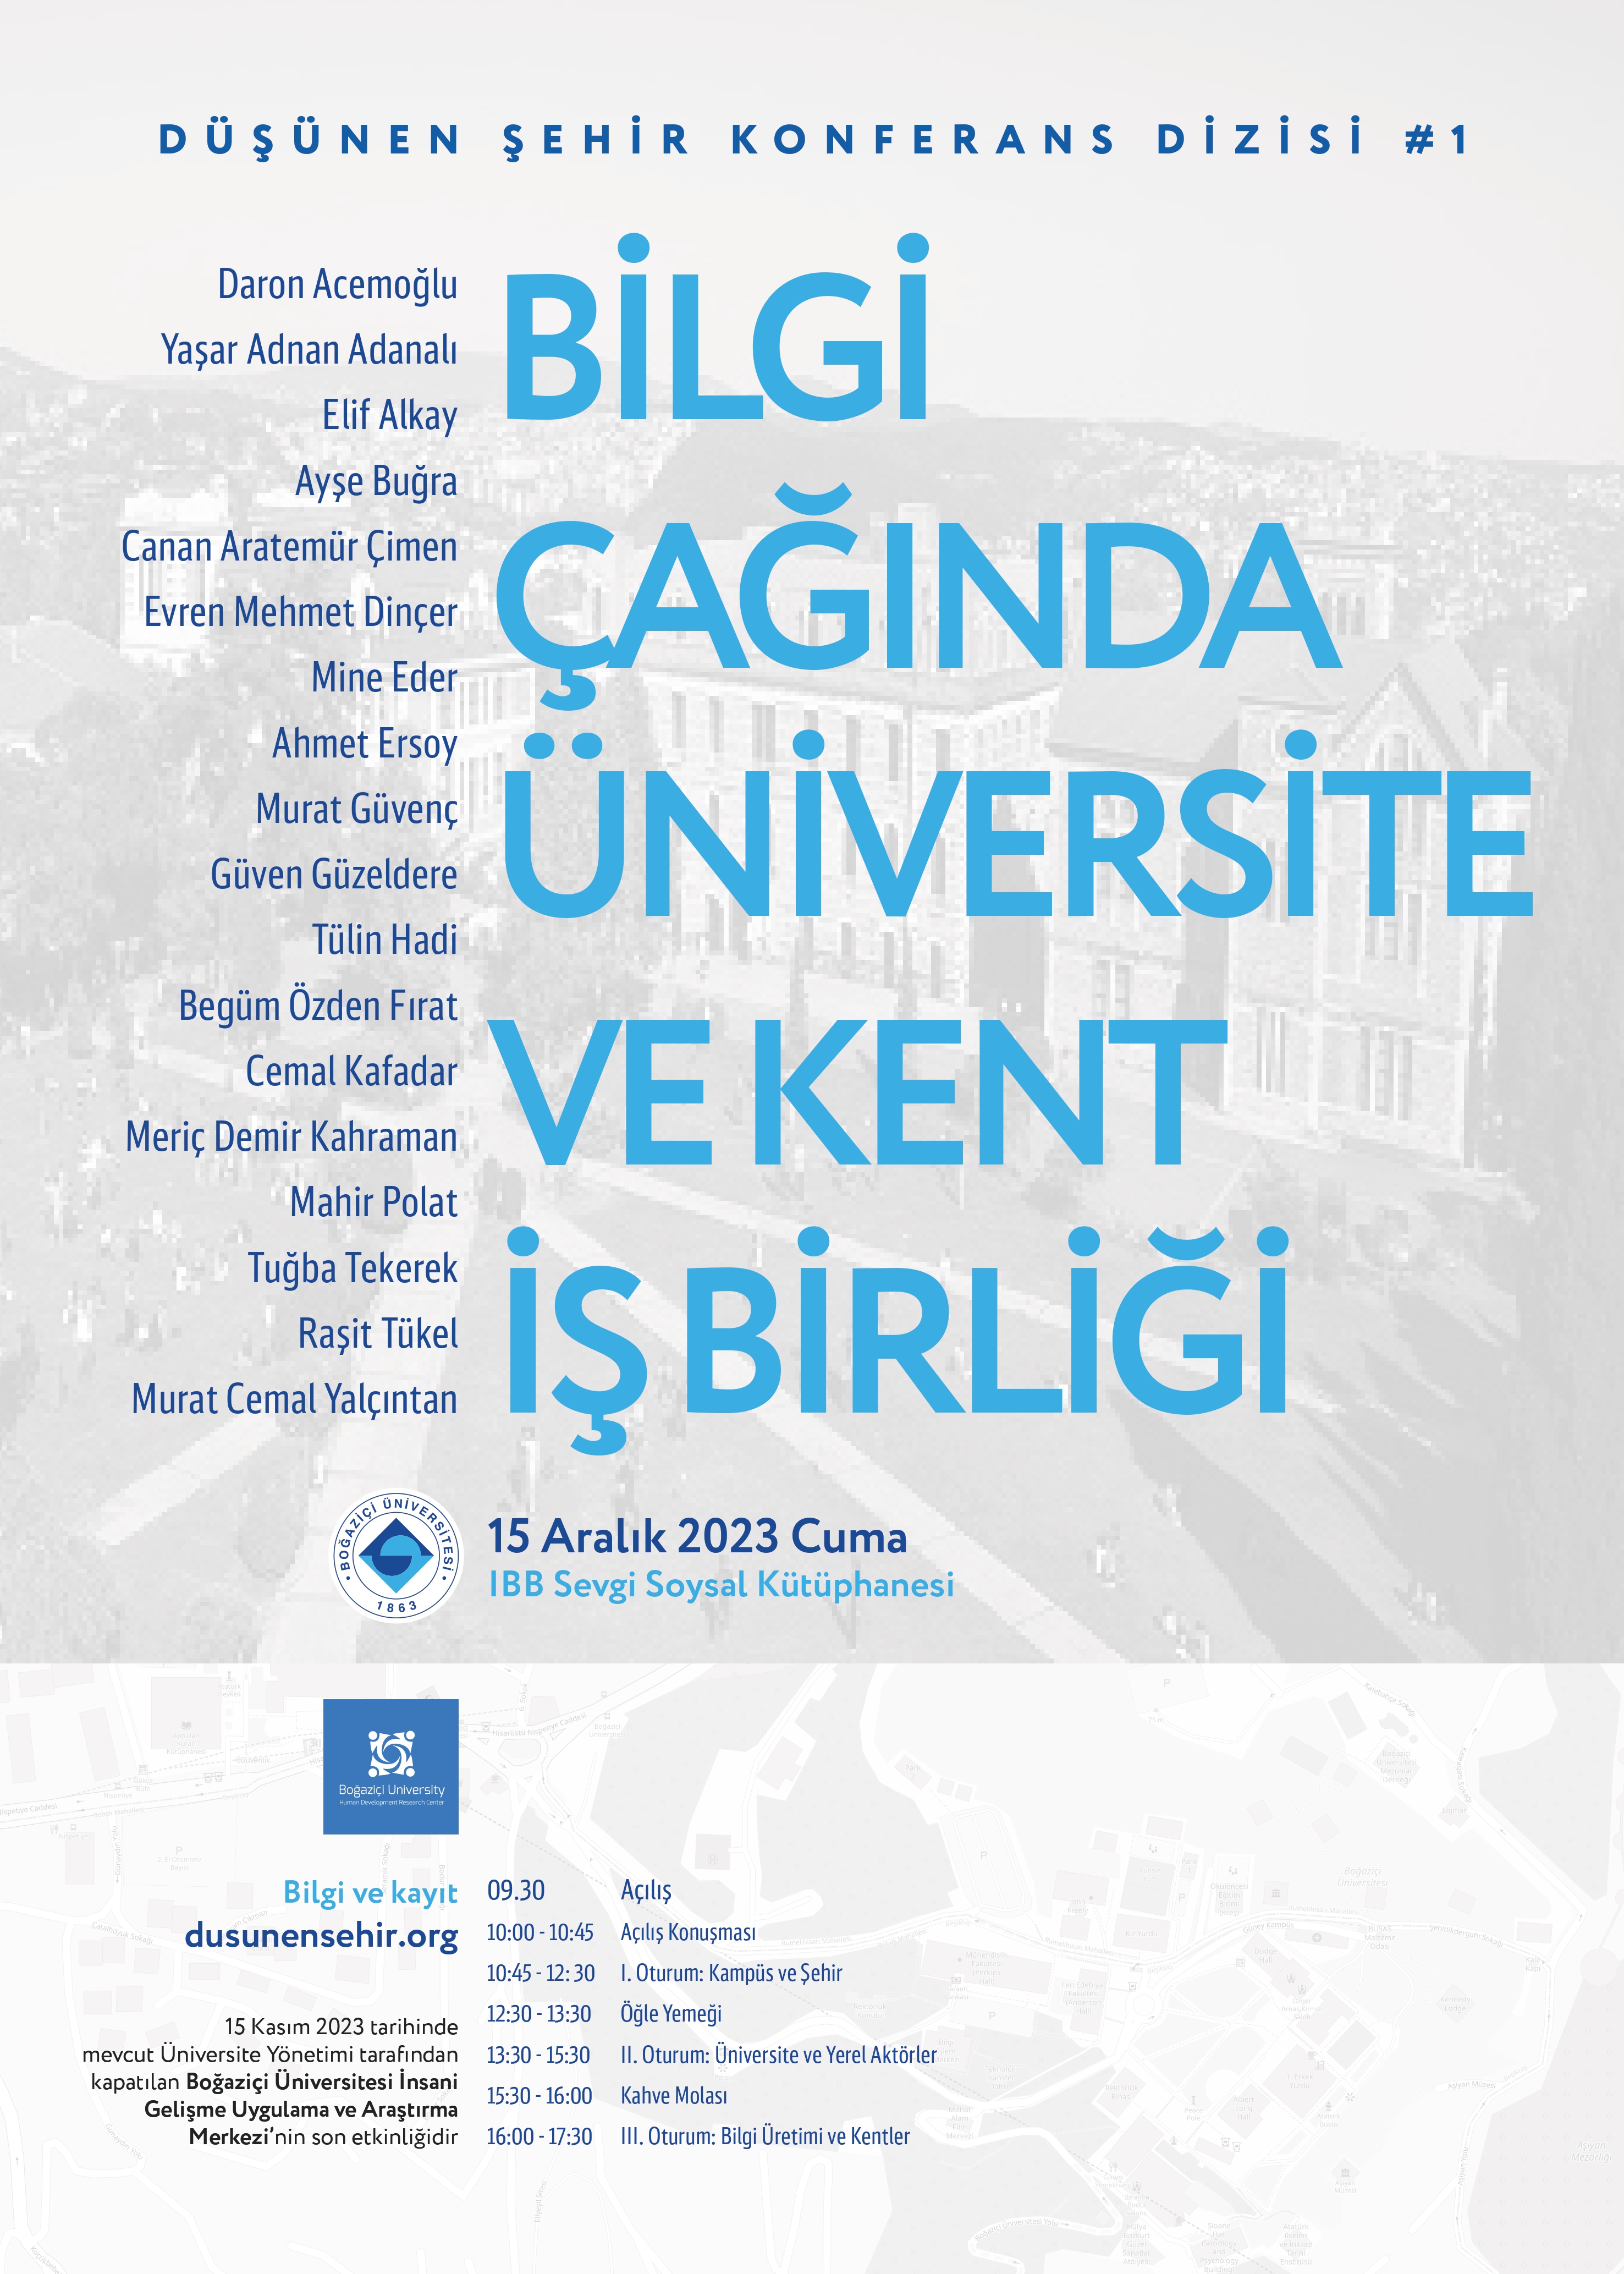 DÜŞÜNEN ŞEHİR KONFERANS DİZİSİ #1
Daron Acemoğlu
Yaşar Adnan Adanalı
Elif Alkay
Ayşe Buğra
Canan Aratemür Çimen
Evren Mehmet Dinçer
Mine Eder
Ahmet Ersoy
Murat Güvenç
Güven Güzeldere
Tülin Hadi
Begüm Özden Fırat
Cemal Kafadar
Meriç Demir Kahraman
Mahir Polat
Tuğba Tekerek
Raşit Tükel
Murat Cemal Yalçıntan
BİLGİ
ÇAĞINDA
ÜNİVERSİTE
VE KENT
İŞ BİRLİĞİ
BOĞAZİÇİ ÜNİVERSİTESİ
1863
15 Aralık 2023 Cuma
IBB Sevgi Soysal Kütüphanesi
Boğaziçi University
Human Development Research Center
Bilgi ve kayıt
dusunensehir.org
15 Kasım 2023 tarihinde
mevcut Üniversite Yönetimi tarafından
kapatılan Boğaziçi Üniversitesi İnsani
Gelişme Uygulama ve Araştırma
Merkezi'nin son etkinliğidir
09.30 Açılış
10:00 - 10:45 Açılış Konuşması
10:45 - 12: 30 I. Oturum: Kampüs ve Şehir
12:30 - 13:30 Öğle Yemeği
13:30 - 15:30 II. Oturum: Üniversite ve Yerel Aktörler
15:30 - 16:00 Kahve Molası
16:00 - 17:30 III. Oturum: Bilgi Üretimi ve Kentler